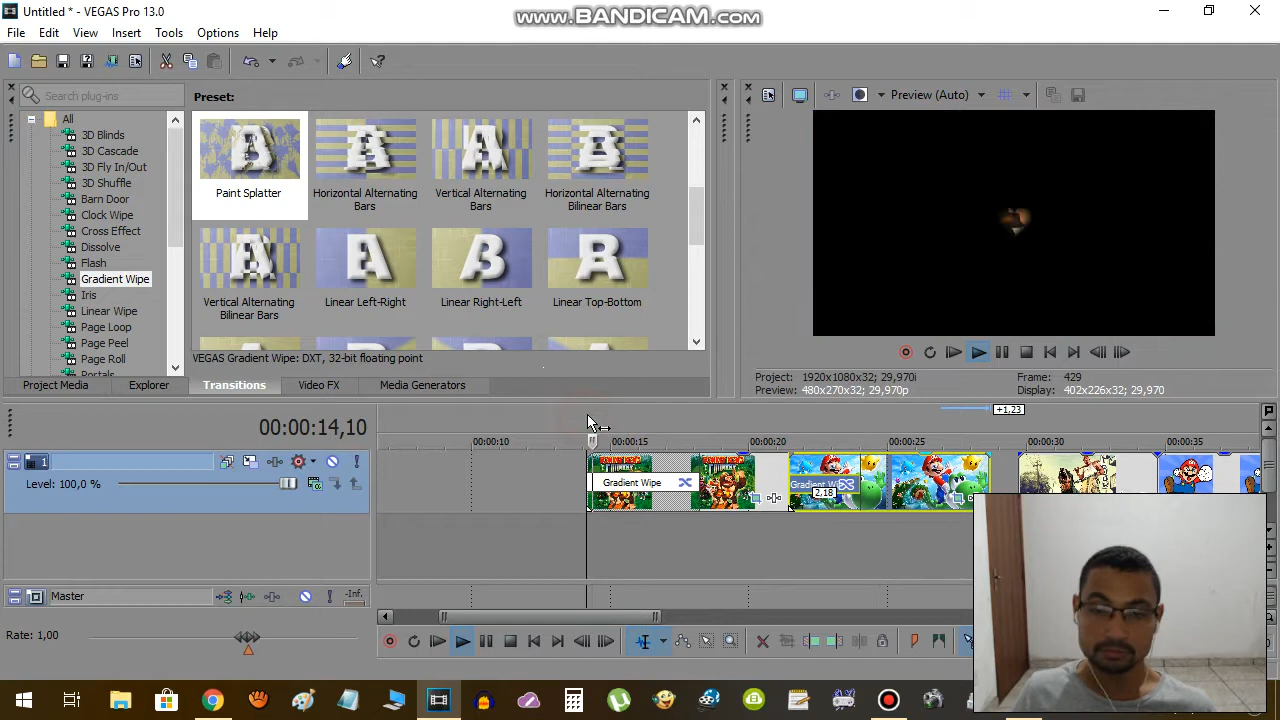 Untitled * - VEGAS Pro 13.0
www.BANDICAM.com
File Edit View Insert Tools Options Help
Search plug-ins
All
3D Blinds
3D Cascade
3D Fly In/Out
3D Shuffle
Barn Door
Clock Wipe
Cross Effect
Dissolve
Flash
Gradient Wipe
Iris
Linear Wipe
Page Loop
Page Peel
Page Roll
Portals
Preset:
Paint Splatter
Horizontal Alternating
Bars
Vertical Alternating
Bars
Horizontal Alternating
Bilinear Bars
Vertical Alternating
Bilinear Bars
Linear Left-Right
Linear Right-Left
Linear Top-Bottom
VEGAS Gradient Wipe: DXT, 32-bit floating point
Project Media Explorer Transitions Video FX Media Generators
Preview (Auto)
Project: 1920x1080x32; 29,970i
Preview: 480x270x32; 29,970p
Frame: 429
Display: 402x226x32; 29,970
00:00:14,10
+1,23
00:00:10 00:00:15 00:00:20 00:00:25 00:00:30 00:00:35
1
Level: 100,0 %
Gradient Wipe
Gradient Wi
2,18
Master
-Inf.
Rate: 1,00